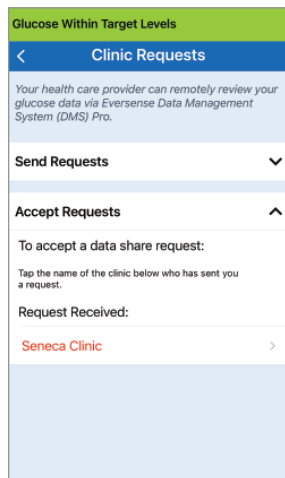 Glucose Within Target Levels
Clinic Requests
Your health care provider can remotely review your
glucose data via Eversense Data Management
System (DMS) Pro.
Send Requests
Accept Requests
To accept a data share request:
Tap the name of the clinic below who has sent you
a request.
Request Received:
Seneca Clinic